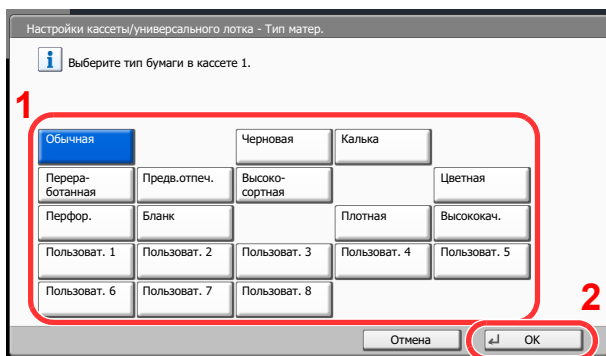 Настройки кассеты/универсального лотка - Тип матер.
i Выберите тип бумаги в кассете 1.
1
Обычная Черновая Калька
Перера-
ботанная Предв.отпеч. Высоко-
сортная Цветная
Перфор. Бланк Плотная Высококач.
Пользоват. 1 Пользоват. 2 Пользоват. 3 Пользоват. 4 Пользоват. 5
Пользоват. 6 Пользоват. 7 Пользоват. 8
2
Отмена OK